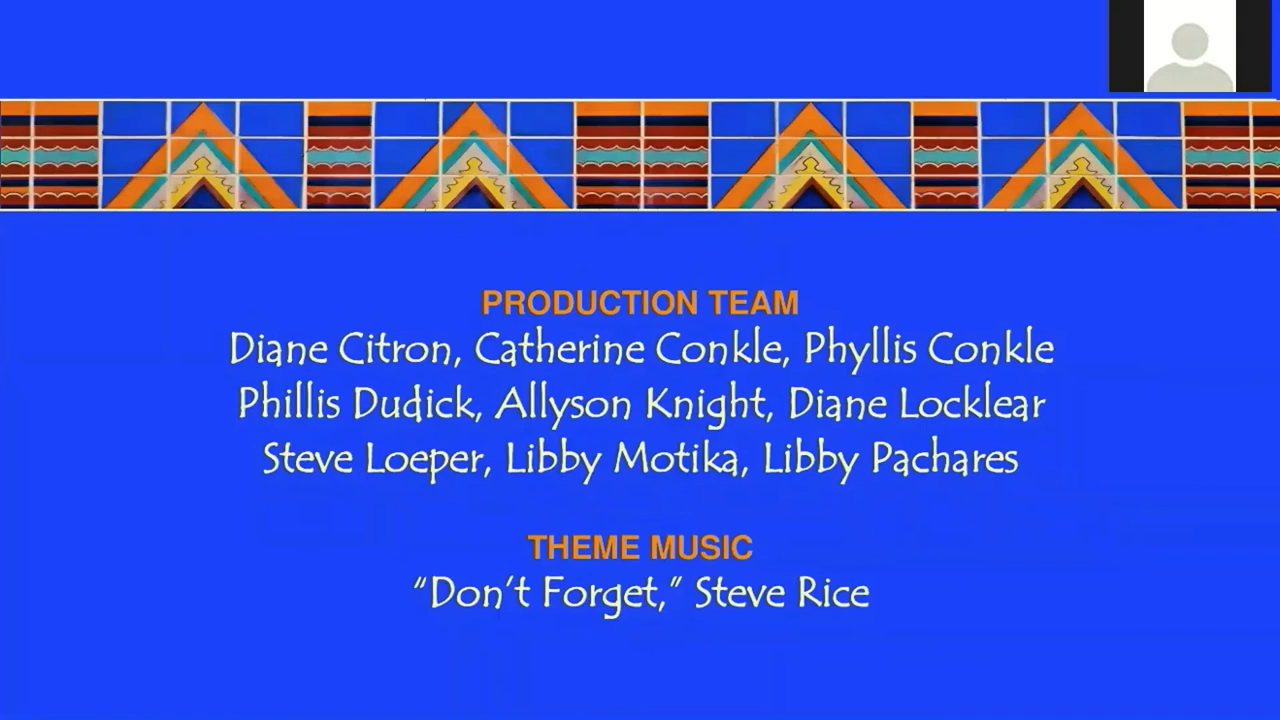 PRODUCTION TEAM
Diane Citron, Catherine Conkle, Phyllis Conkle
Phillis Dudick, Allyson Knight, Diane Locklear
Steve Loeper, Libby Motika, Libby Pachares
THEME MUSIC
“Don’t Forget,” Steve Rice